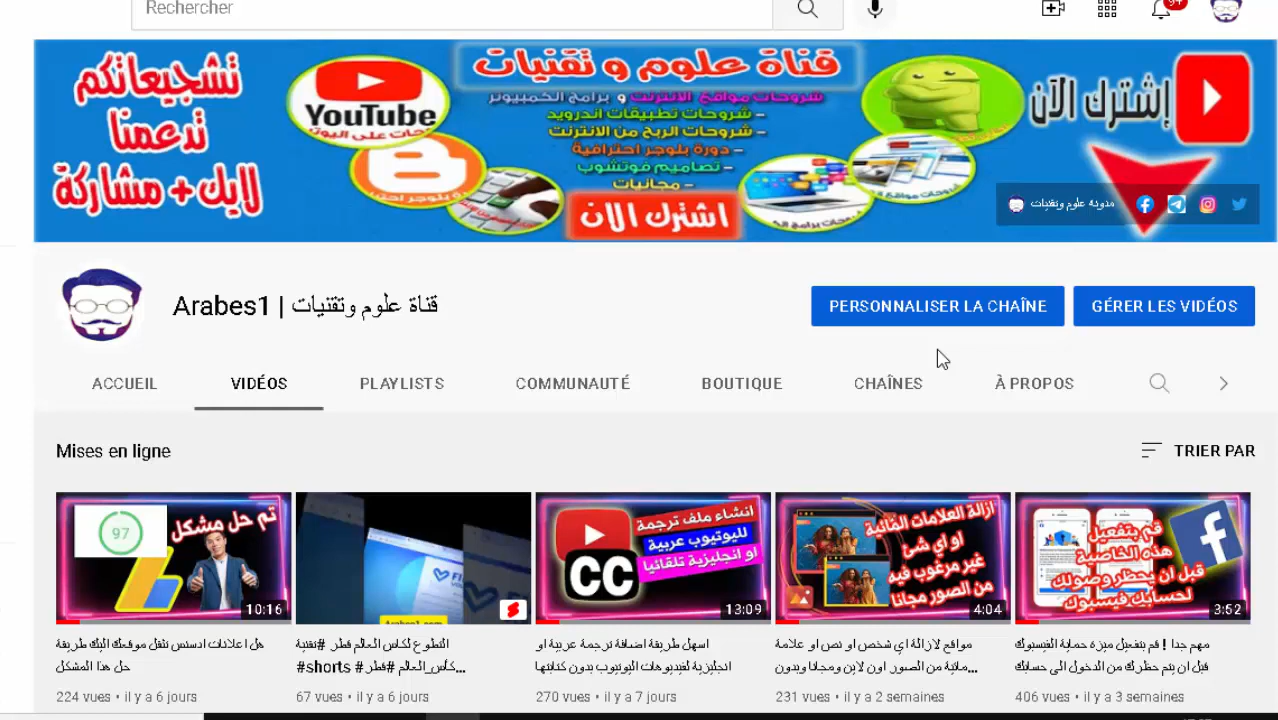 Rechercher
9+
تشجيعاتكم
تدعمنا
لايك + مشاركة
YouTube
قناة علوم و تقنيات
شروحات مواقع الانترنت و برامج الكمبيوتر
- شروحات تطبيقات اندرويد
- شروحات الربح من الانترنت
- دورة بلوجر احترافية
- تصاميم فوتشوب
- مجانيات
اشترك الان
إشترك الآن
مدونة علوم وتقنيات
Arabes1 | قناة علوم وتقنيات
PERSONNALISER LA CHAÎNE
GÉRER LES VIDÉOS
ACCUEIL
VIDÉOS
PLAYLISTS
COMMUNAUTÉ
BOUTIQUE
CHAÎNES
À PROPOS
Mises en ligne
TRIER PAR
97
تم حل مشكل
10:16
هل اعلانات ادسنس تثقل موقعك اليك طريقة
حل هذا المشكل
224 vues • il y a 6 jours
Arabes1.com
التطوع لكأس العالم قطر #تقنية
#shorts #قطر #كأس_العالم...
67 vues • il y a 6 jours
انشاء ملف ترجمة
لليوتيوب عربية
او انجليزية تلقائيا
CC
13:09
اسهل طريقة اضافة ترجمة عربية او
انجليزية لفيديوهات اليوتيوب بدون كتابتها
270 vues • il y a 7 jours
ازالة العلامات المائية
او اي شئ
غير مرغوب فيه
من الصور مجانا
4:04
مواقع لازالة اي شخص او نص او علامة
مائية من الصور اون لاين ومجانا وبدون...
231 vues • il y a 2 semaines
قم بتفعيل
هذه الخاصية
قبل ان يحظر وصولك
لحسابك فيسبوك
3:52
مهم جدا ! قم بتفعيل ميزة حماية الفيسبوك
قبل ان يتم حظرك من الدخول الى حسابك
406 vues • il y a 3 semaines